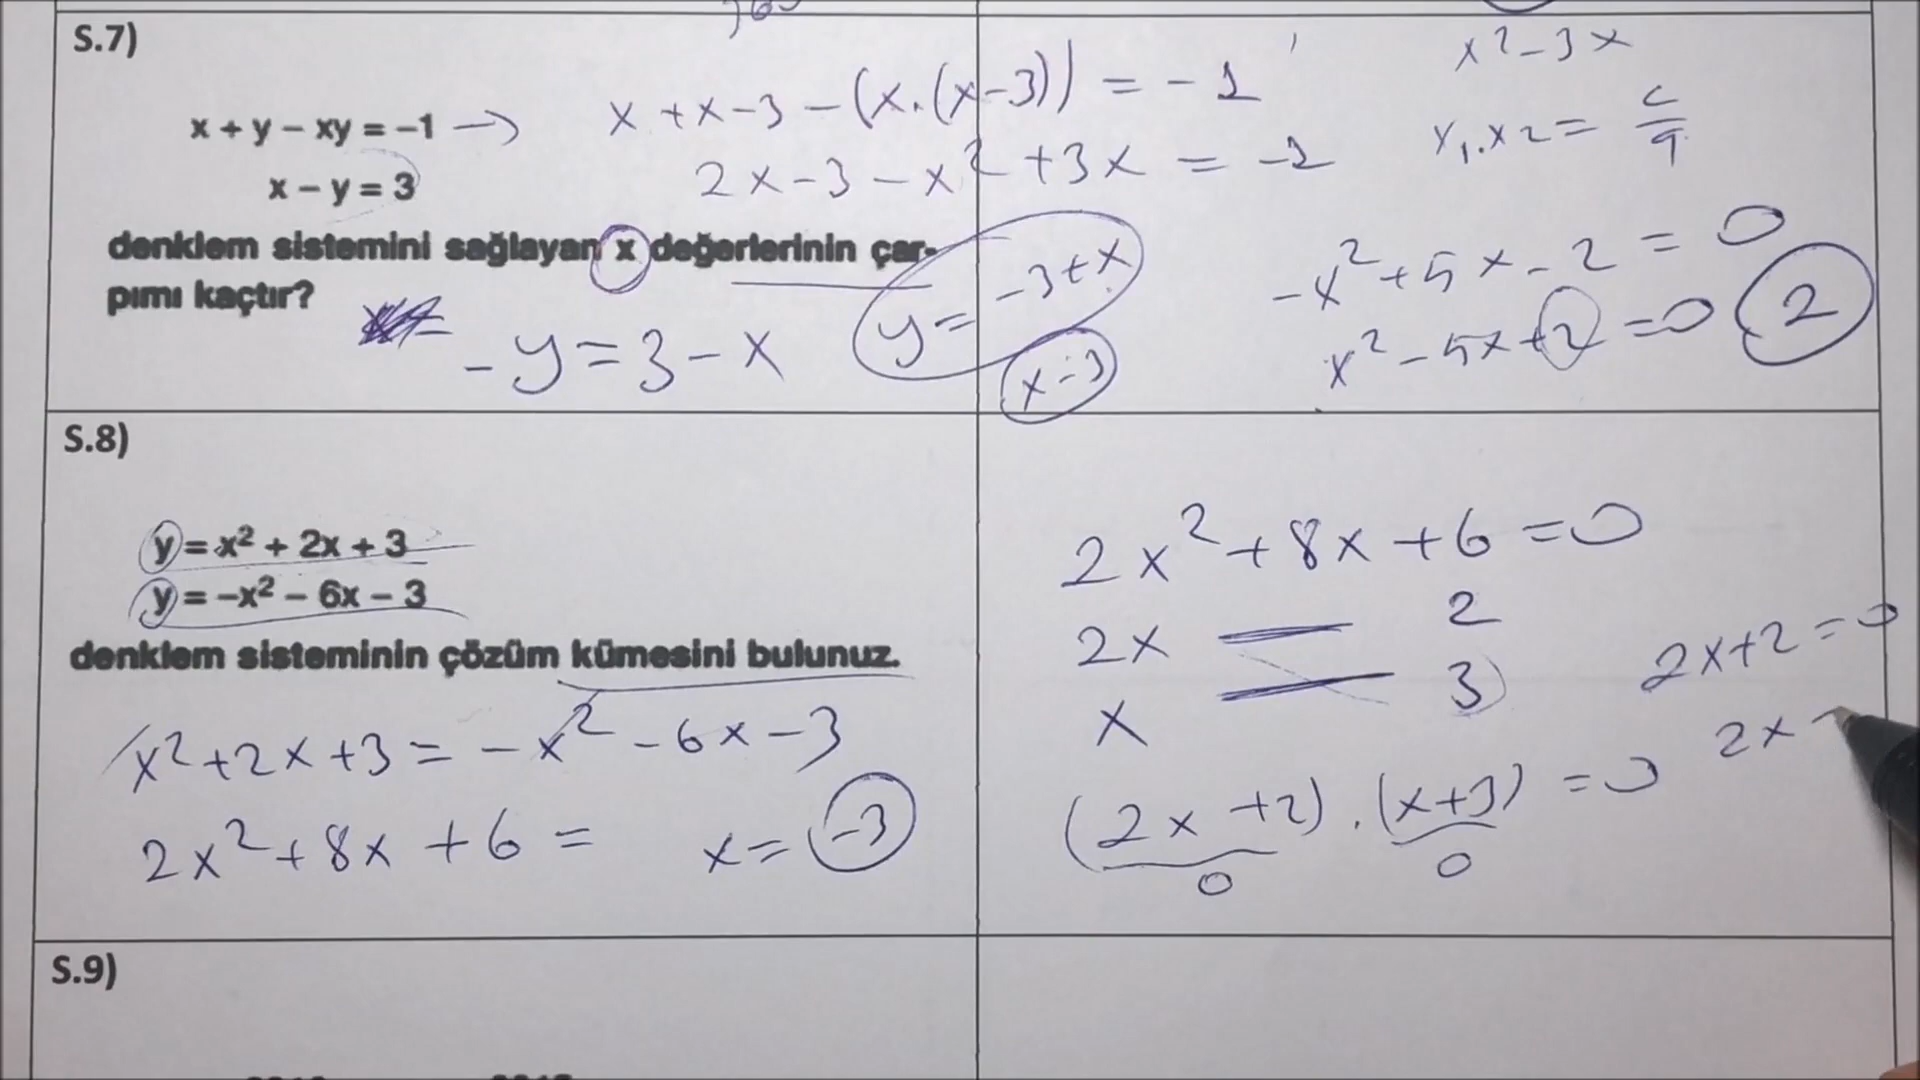 S.7)
x + y – xy = –1 → x + x – 3 – (x.(x–3)) = – 1
x² – 3x
x – y = 3
2x – 3 – x² + 3x = –1
x₁.x2 = c/a
denklem sistemini sağlayan x değerlerinin çar-
pımı kaçtır?
– y = 3 – x
y = –3 + x
x – 3
–x² + 5x – 2 = 0
x² – 5x + 2 = 0
2
S.8)
y = x² + 2x + 3
y = –x² – 6x – 3
denklem sisteminin çözüm kümesini bulunuz.
x² + 2x + 3 = – x² – 6x – 3
2x² + 8x + 6 =
x = –3
2x² + 8x + 6 = 0
2x 2
x 3
(2x + 2) . (x + 3) = 0
0 0
2x + 2 = 0
2x
S.9)